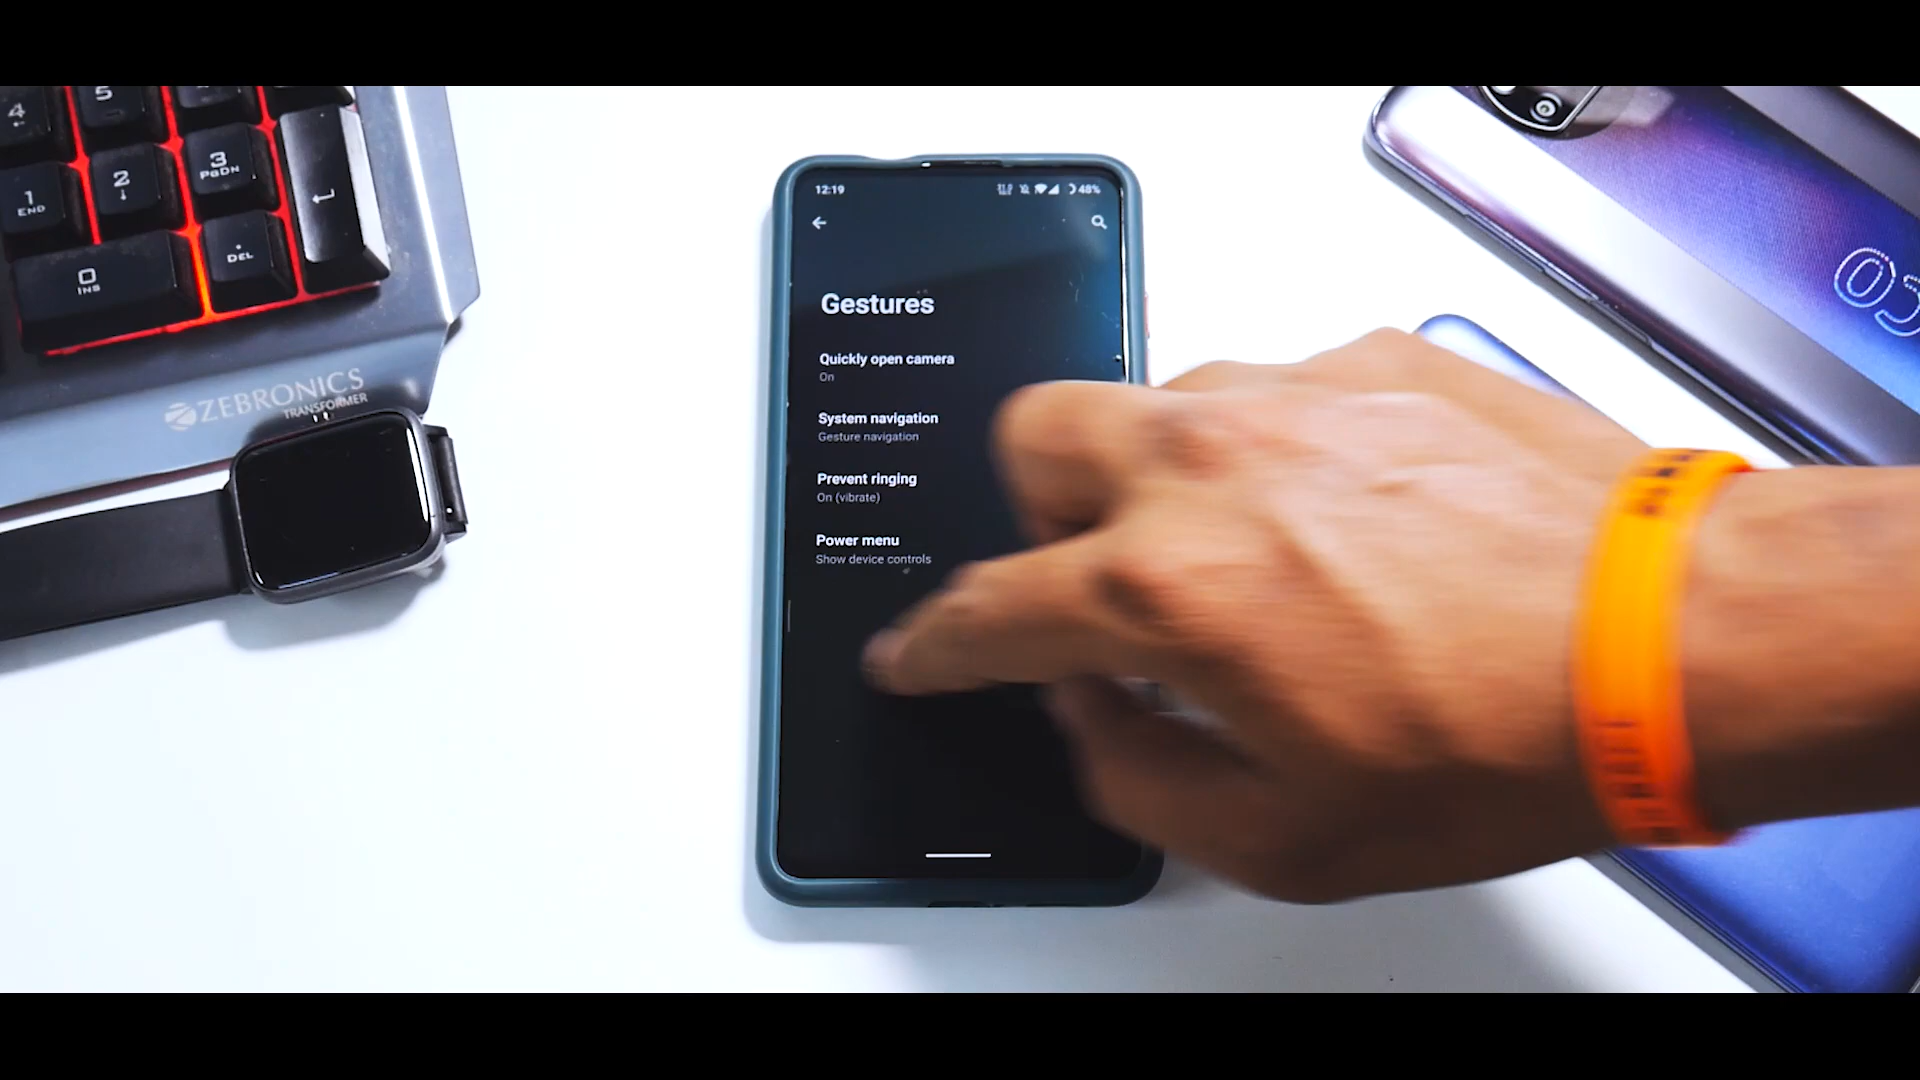 4
5
1
END
2
3
PGDN
0
INS
.
DEL
ZEBRONICS
TRANSFORMER
12:19
48%
Gestures
Quickly open camera
On
System navigation
Gesture navigation
Prevent ringing
On (vibrate)
Power menu
Show device controls